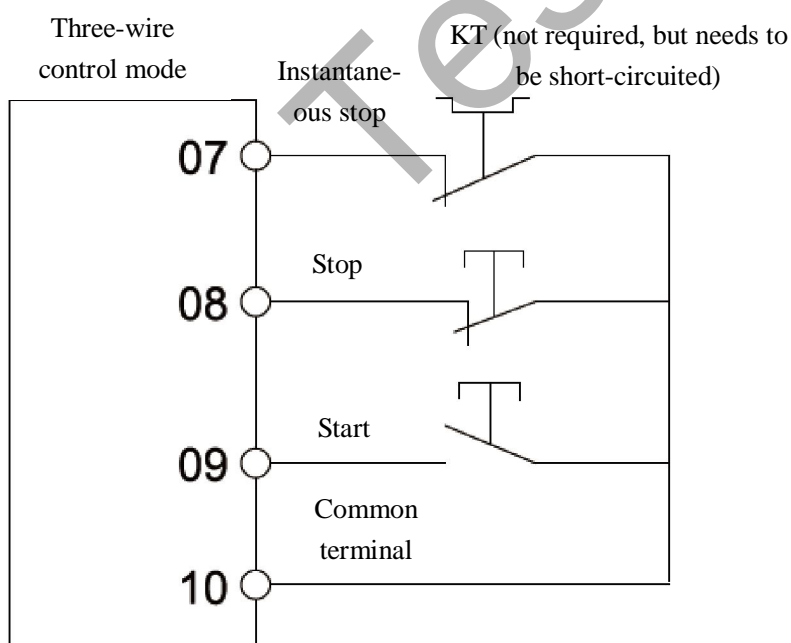 Three-wire
control mode
Instantane-
ous stop
KT (not required, but needs to
be short-circuited)
07
Stop
08
Start
09
Common
terminal
10
Tes